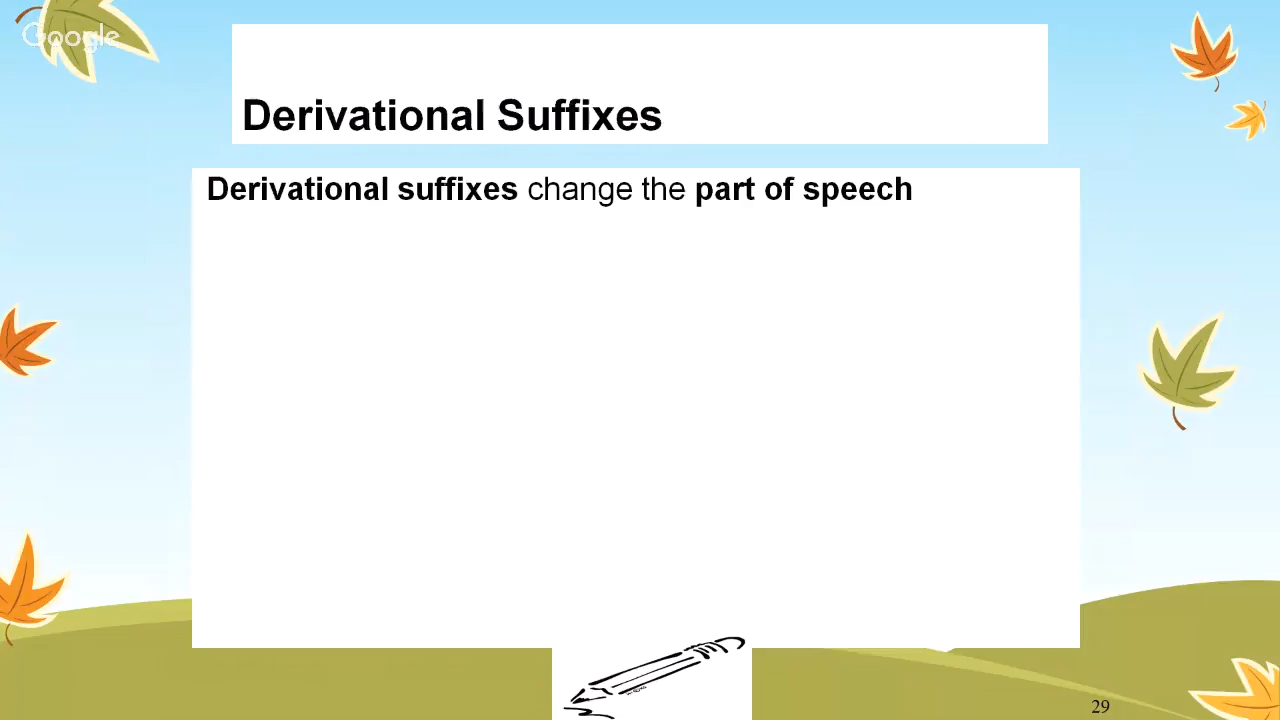 Google
Derivational Suffixes
Derivational suffixes change the part of speech
29